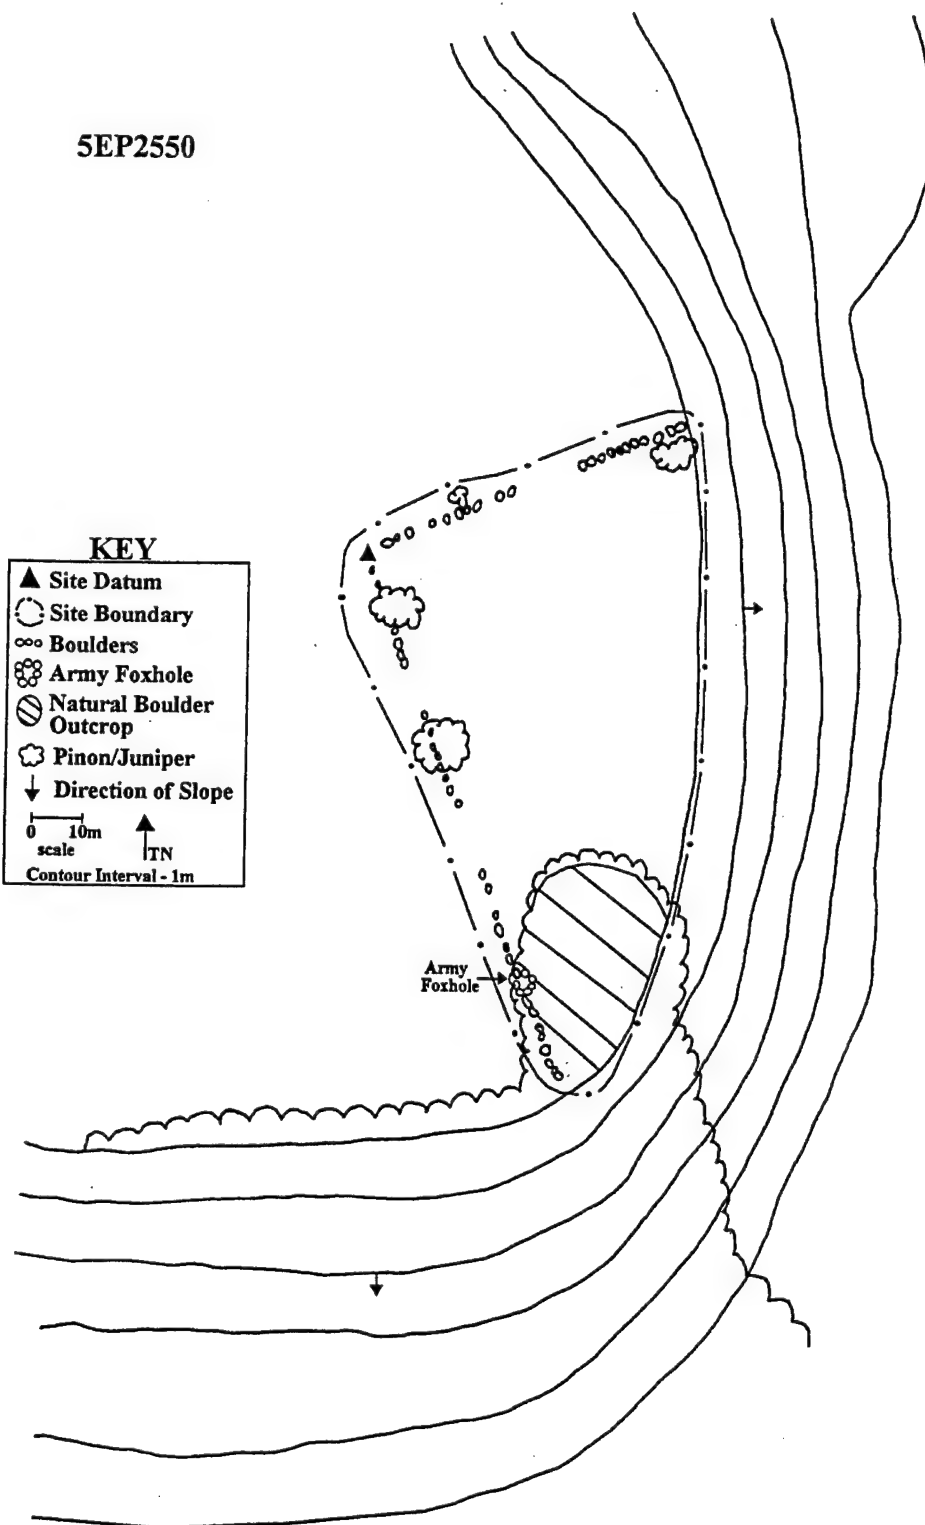 5EP2550
KEY
Site Datum
Site Boundary
Boulders
Army Foxhole
Natural Boulder
Outcrop
Pinon/Juniper
Direction of Slope
0 10m
scale
TN
Contour Interval - 1m
Army
Foxhole